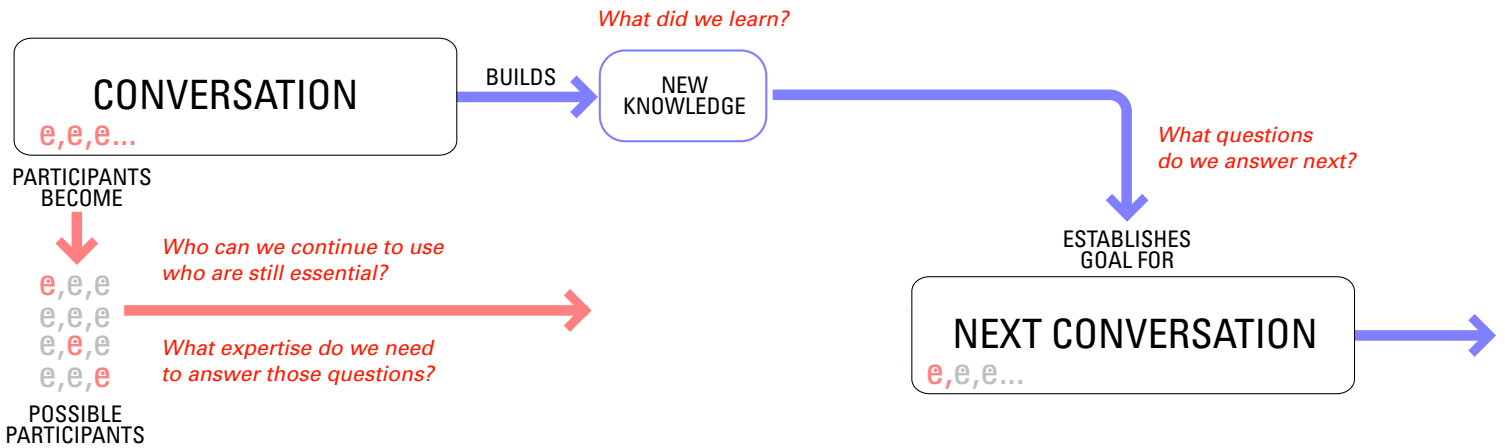 What did we learn?
CONVERSATION
e,e,e...
BUILDS
NEW
KNOWLEDGE
What questions
do we answer next?
PARTICIPANTS
BECOME
Who can we continue to use
who are still essential?
e,e,e
e,e,e
e,e,e
e,e,e
What expertise do we need
to answer those questions?
POSSIBLE
PARTICIPANTS
ESTABLISHES
GOAL FOR
NEXT CONVERSATION
e,e,e...